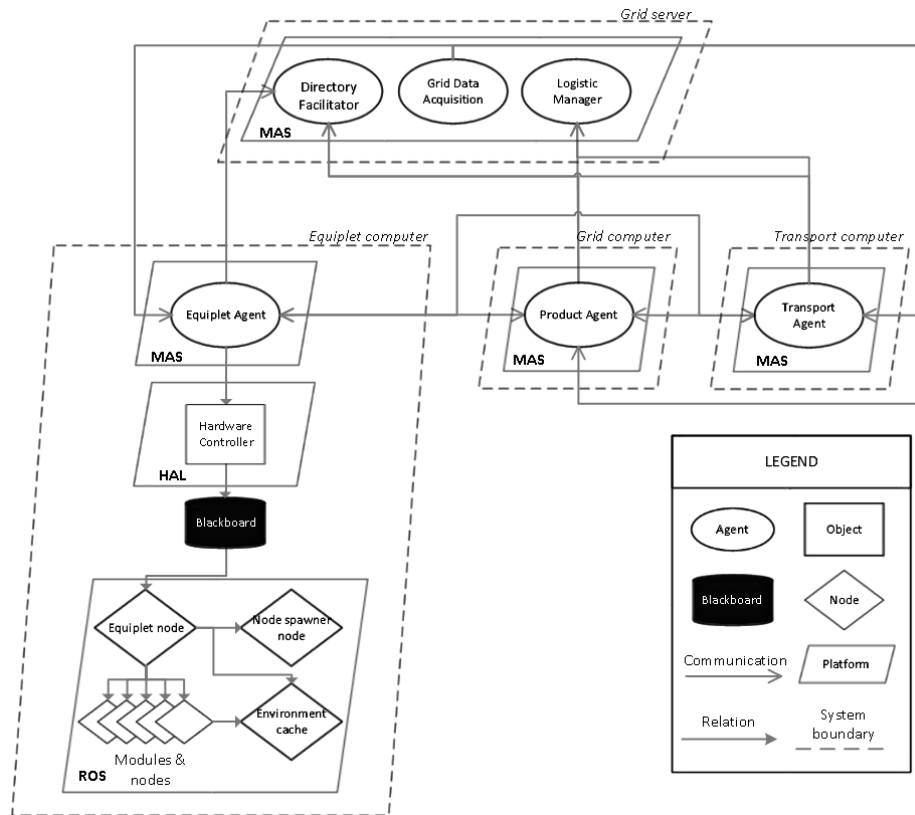 Grid server
Directory
Facilitator
Grid Data
Acquisition
Logistic
Manager
MAS
Equiplet computer
Grid computer
Transport computer
Equiplet Agent
MAS
Product Agent
MAS
Transport
Agent
MAS
Hardware
Controller
HAL
Blackboard
Equiplet node
Node spawner
node
Environment
cache
Modules &
nodes
ROS
LEGEND
Agent
Object
Blackboard
Node
Communication
Platform
Relation
System
boundary